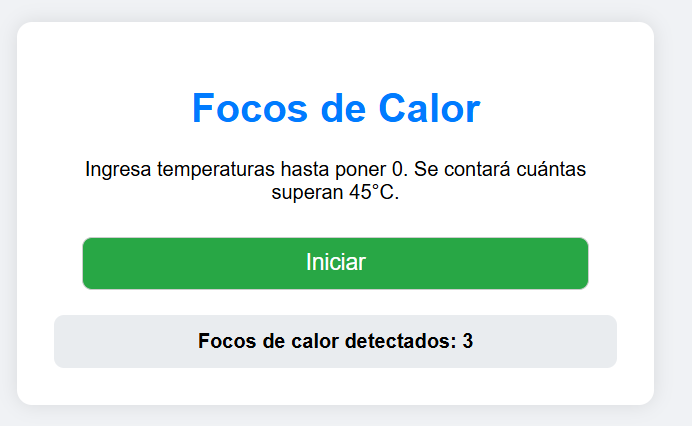 Focos de Calor
Ingresa temperaturas hasta poner 0. Se contará cuántas
superan 45°C.
Iniciar
Focos de calor detectados: 3